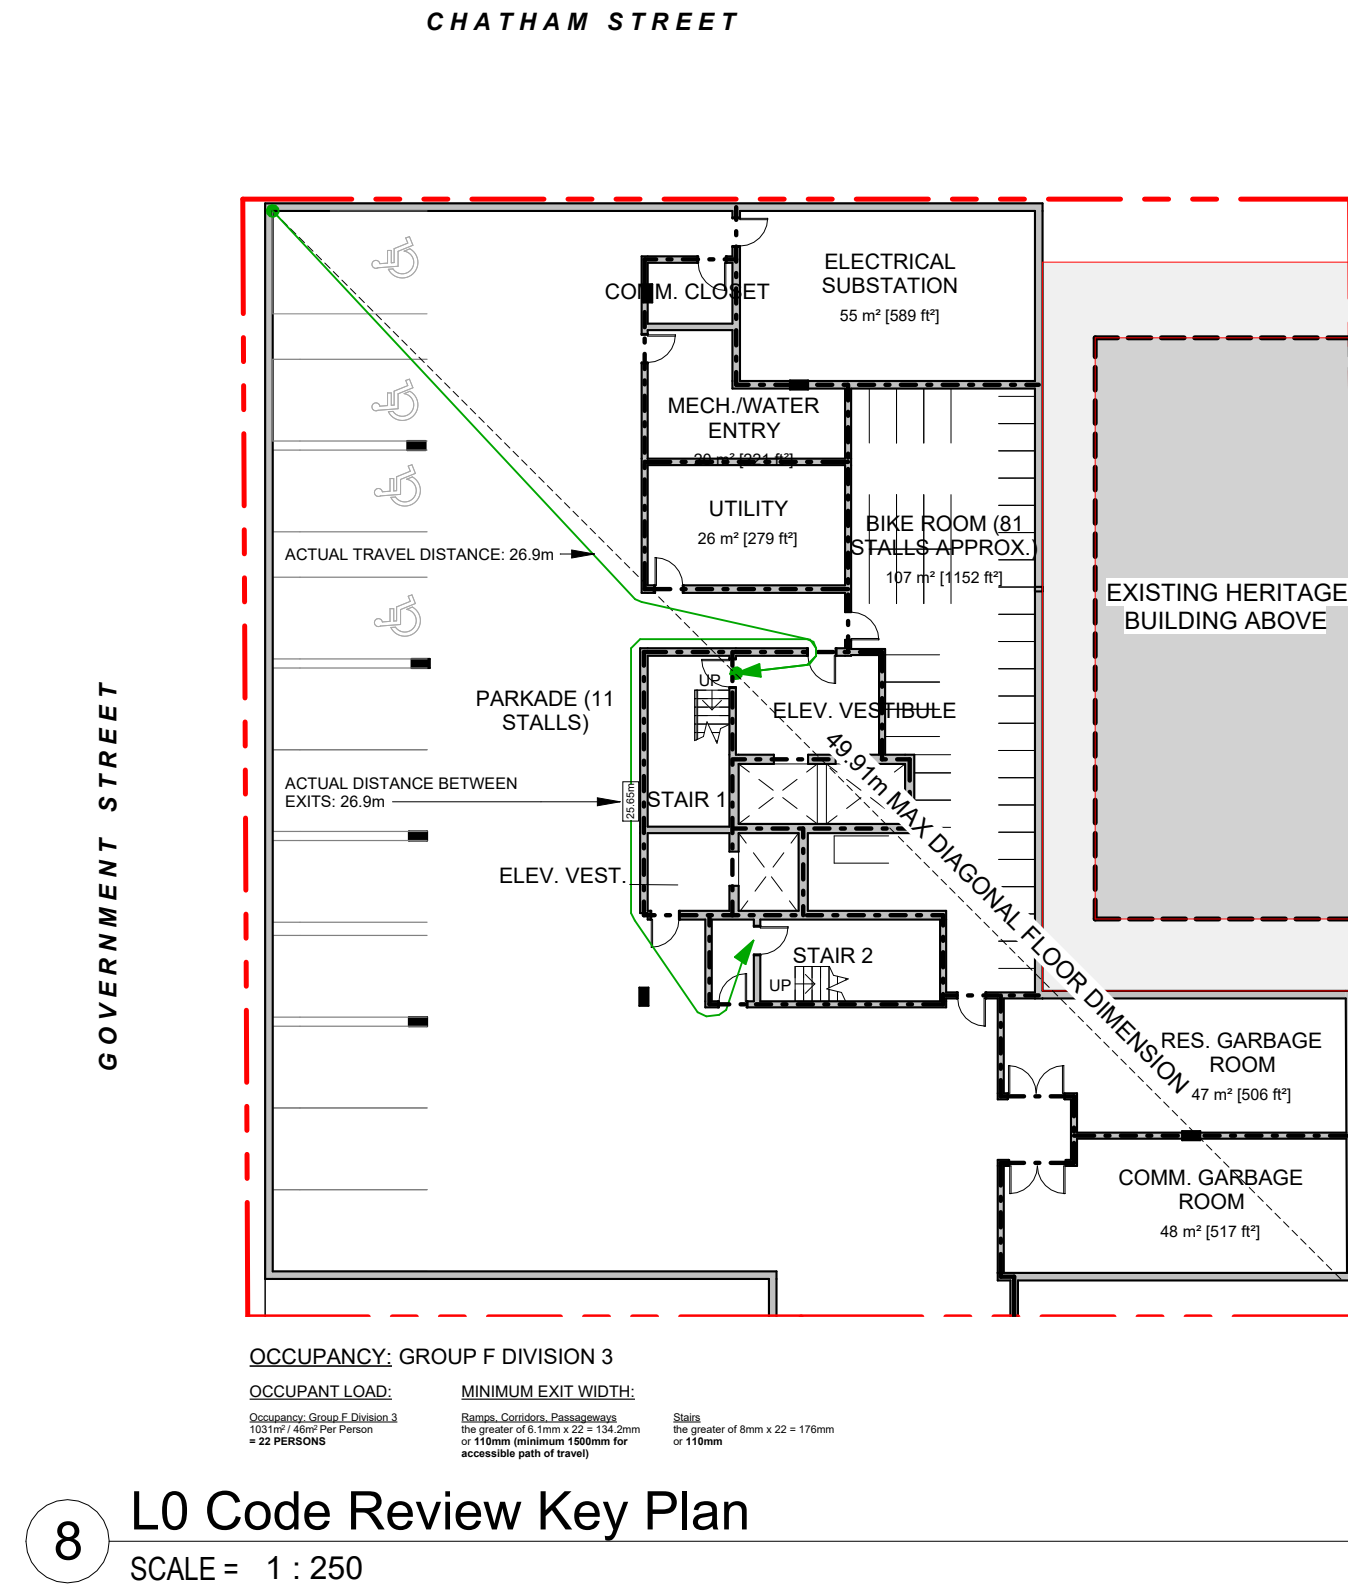 CHATHAM STREET
GOVERNMENT STREET
ELECTRICAL
SUBSTATION
55 m² [589 ft²]
COMM. CLOSET
MECH./WATER
ENTRY
20 m² [221 ft²]
UTILITY
26 m² [279 ft²]
BIKE ROOM (81
STALLS APPROX.)
107 m² [1152 ft²]
ACTUAL TRAVEL DISTANCE: 26.9m
EXISTING HERITAGE
BUILDING ABOVE
UP
PARKADE (11
STALLS)
ELEV. VESTIBULE
49.91m MAX DIAGONAL FLOOR DIMENSION
ACTUAL DISTANCE BETWEEN
EXITS: 26.9m
25.65m
STAIR 1
ELEV. VEST.
STAIR 2
UP
RES. GARBAGE
ROOM
47 m² [506 ft²]
COMM. GARBAGE
ROOM
48 m² [517 ft²]
OCCUPANCY: GROUP F DIVISION 3
OCCUPANT LOAD:
Occupancy: Group F Division 3
1031m² / 46m² Per Person
= 22 PERSONS
MINIMUM EXIT WIDTH:
Ramps, Corridors, Passageways
the greater of 6.1mm x 22 = 134.2mm
or 110mm (minimum 1500mm for
accessible path of travel)
Stairs
the greater of 8mm x 22 = 176mm
or 110mm
8
L0 Code Review Key Plan
SCALE = 1 : 250